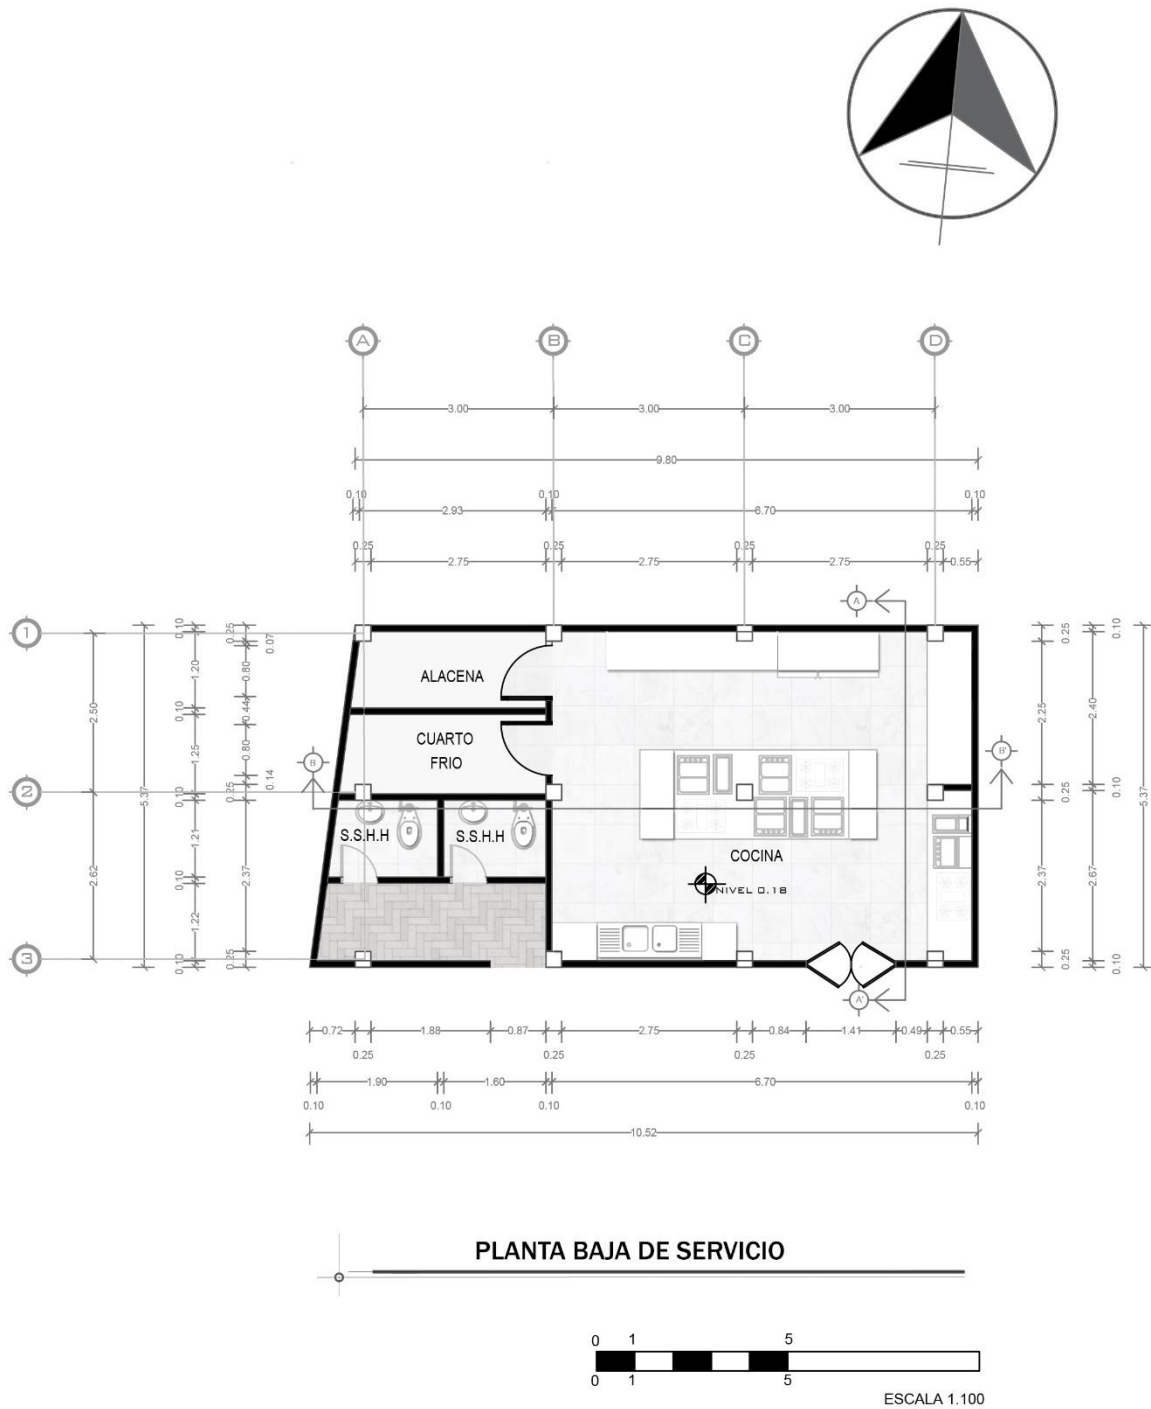 A B C D
3.00 3.00 3.00
9.80
0.10 0.10 0.10
2.93 6.70
0.25 0.25 0.25 0.25
2.75 2.75 2.75 0.55
A
1
0.10 0.25 0.07 0.25 0.10
ALACENA
1.20 0.80
2.50 0.10 0.44 2.25 2.40
CUARTO
FRIO
1.25 0.80
B B'
0.14
2
5.37 0.10 0.25 0.25 0.10 5.37
S.S.H.H S.S.H.H
1.21
COCINA
2.62 0.10 2.37 2.37 2.67
NIVEL 0.18
1.22
3
0.10 0.25 0.25 0.10
A'
0.72 1.88 0.87 2.75 0.84 1.41 0.49 0.55
0.25 0.25 0.25 0.25
1.90 1.60 6.70
0.10 0.10 0.10 0.10
10.52
PLANTA BAJA DE SERVICIO
0 1 5
0 1 5
ESCALA 1.100